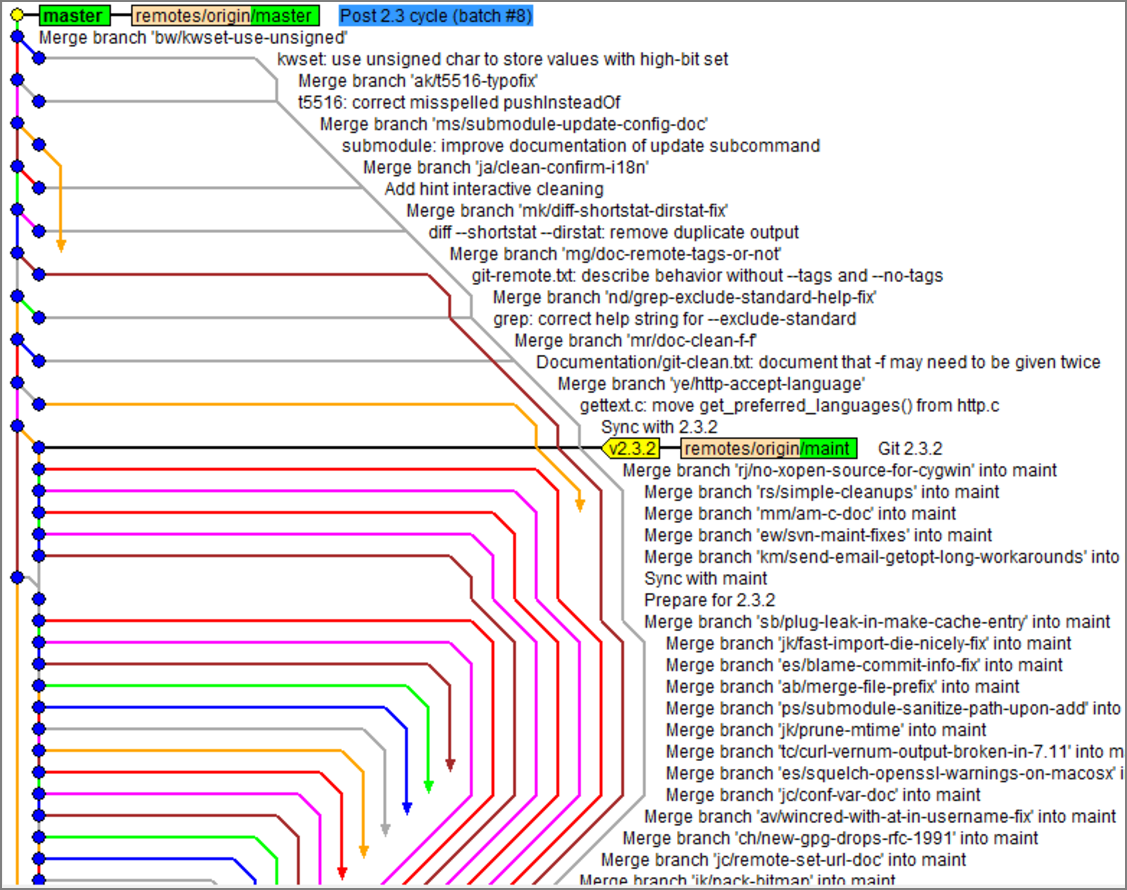 master remotes/origin/master Post 2.3 cycle (batch #8)
Merge branch 'bw/kwset-use-unsigned'
kwset: use unsigned char to store values with high-bit set
Merge branch 'ak/t5516-typofix'
t5516: correct misspelled pushInsteadOf
Merge branch 'ms/submodule-update-config-doc'
submodule: improve documentation of update subcommand
Merge branch 'ja/clean-confirm-i18n'
Add hint interactive cleaning
Merge branch 'mk/diff-shortstat-dirstat-fix'
diff --shortstat --dirstat: remove duplicate output
Merge branch 'mg/doc-remote-tags-or-not'
git-remote.txt: describe behavior without --tags and --no-tags
Merge branch 'nd/grep-exclude-standard-help-fix'
grep: correct help string for --exclude-standard
Merge branch 'mr/doc-clean-f-f'
Documentation/git-clean.txt: document that -f may need to be given twice
Merge branch 'ye/http-accept-language'
gettext.c: move get_preferred_languages() from http.c
Sync with 2.3.2
v2.3.2 remotes/origin/maint Git 2.3.2
Merge branch 'rj/no-xopen-source-for-cygwin' into maint
Merge branch 'rs/simple-cleanups' into maint
Merge branch 'mm/am-c-doc' into maint
Merge branch 'ew/svn-maint-fixes' into maint
Merge branch 'km/send-email-getopt-long-workarounds' into
Sync with maint
Prepare for 2.3.2
Merge branch 'sb/plug-leak-in-make-cache-entry' into maint
Merge branch 'jk/fast-import-die-nicely-fix' into maint
Merge branch 'es/blame-commit-info-fix' into maint
Merge branch 'ab/merge-file-prefix' into maint
Merge branch 'ps/submodule-sanitize-path-upon-add' into
Merge branch 'jk/prune-mtime' into maint
Merge branch 'tc/curl-vernum-output-broken-in-7.11' into m
Merge branch 'es/squelch-openssl-warnings-on-macosx' i
Merge branch 'jc/conf-var-doc' into maint
Merge branch 'av/wincred-with-at-in-username-fix' into maint
Merge branch 'ch/new-gpg-drops-rfc-1991' into maint
Merge branch 'jc/remote-set-url-doc' into maint
Merge branch 'jk/pack-bitmap' into maint